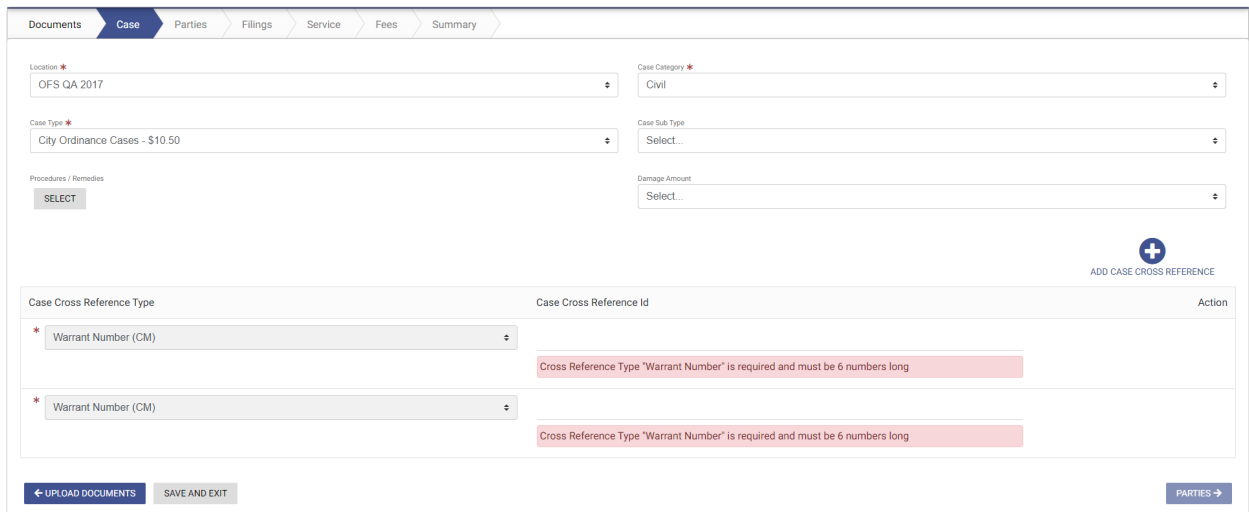 Documents Case Parties Filings Service Fees Summary
Location * Case Category *
OFS QA 2017 Civil
Case Type * Case Sub Type
City Ordinance Cases - $10.50 Select...
Procedures / Remedies Damage Amount
SELECT Select...
ADD CASE CROSS REFERENCE
Case Cross Reference Type Case Cross Reference Id Action
* Warrant Number (CM)
Cross Reference Type "Warrant Number" is required and must be 6 numbers long
* Warrant Number (CM)
Cross Reference Type "Warrant Number" is required and must be 6 numbers long
← UPLOAD DOCUMENTS SAVE AND EXIT PARTIES →